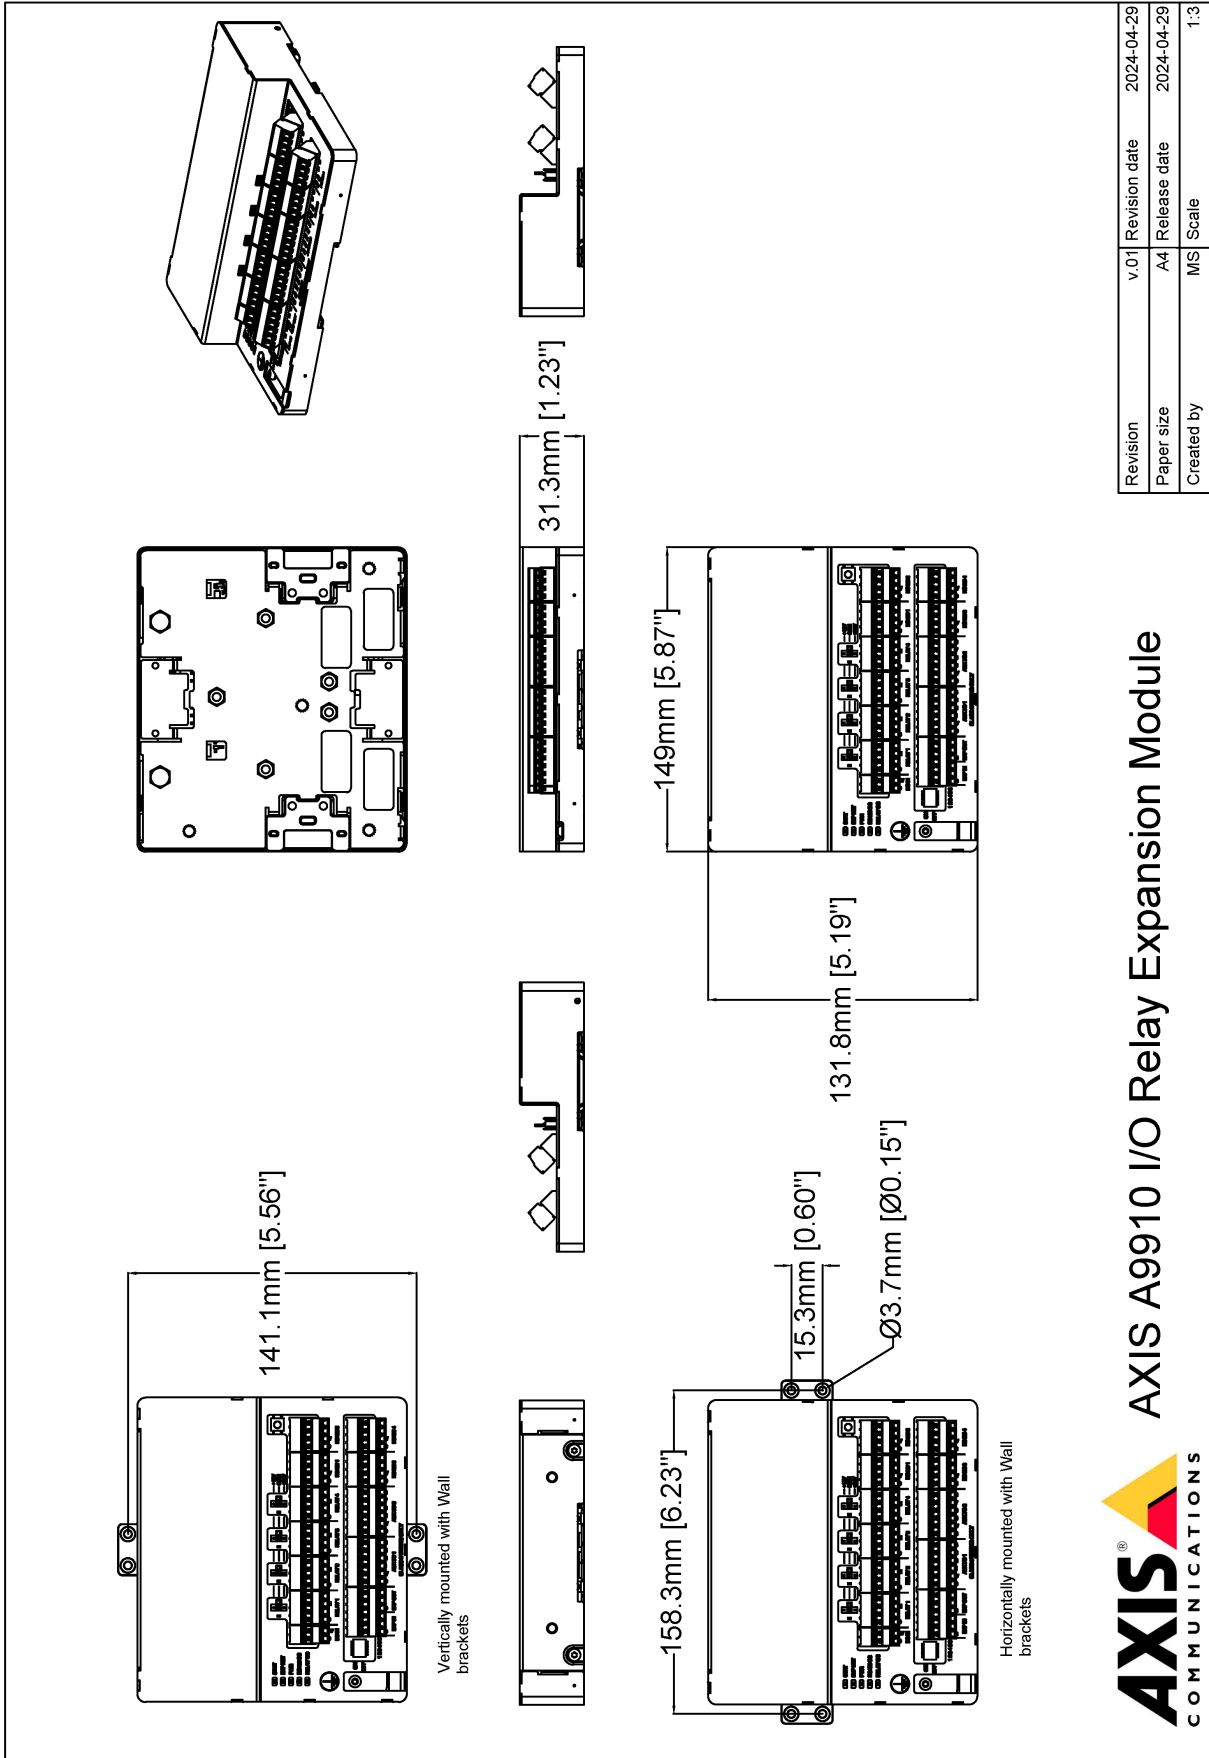 141.1mm [5.56"]
Vertically mounted with Wall
brackets
31.3mm [1.23"]
158.3mm [6.23"]
15.3mm [0.60"]
Ø3.7mm [Ø0.15"]
Horizontally mounted with Wall
brackets
131.8mm [5.19"]
149mm [5.87"]
AXIS®
COMMUNICATIONS
AXIS A9910 I/O Relay Expansion Module
Revision v.01 Revision date 2024-04-29
Paper size A4 Release date 2024-04-29
Created by MS Scale 1:3